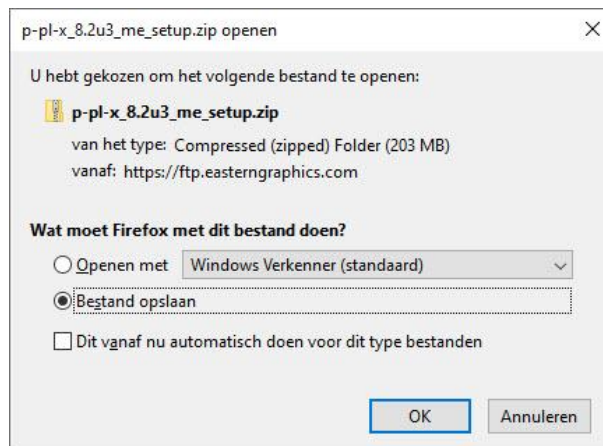 p-pl-x_8.2u3_me_setup.zip openen
U hebt gekozen om het volgende bestand te openen:
p-pl-x_8.2u3_me_setup.zip
van het type: Compressed (zipped) Folder (203 MB)
vanaf: https://ftp.easterngraphics.com
Wat moet Firefox met dit bestand doen?
Openen met Windows Verkenner (standaard)
Bestand opslaan
Dit vanaf nu automatisch doen voor dit type bestanden
OK Annuleren